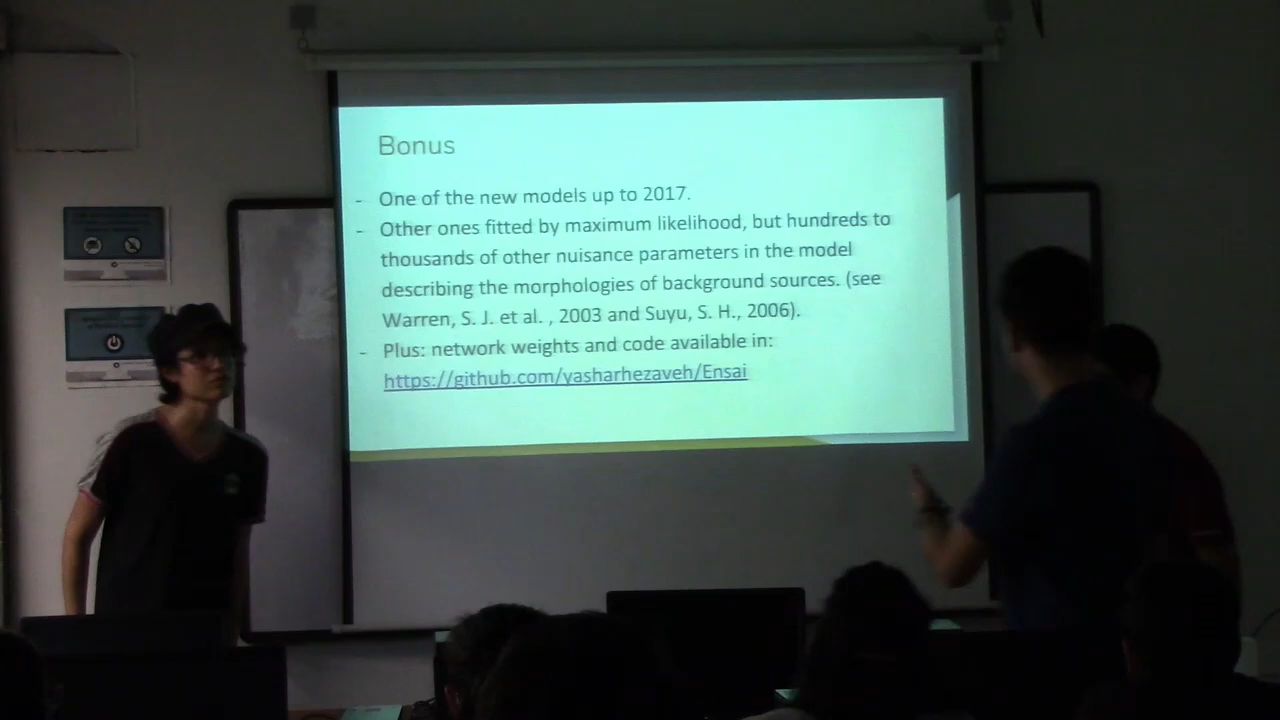 Bonus
- One of the new models up to 2017.
- Other ones fitted by maximum likelihood, but hundreds to
thousands of other nuisance parameters in the model
describing the morphologies of background sources. (see
Warren, S. J. et al. , 2003 and Suyu, S. H., 2006).
- Plus: network weights and code available in:
https://github.com/yasharhezaveh/Ensai